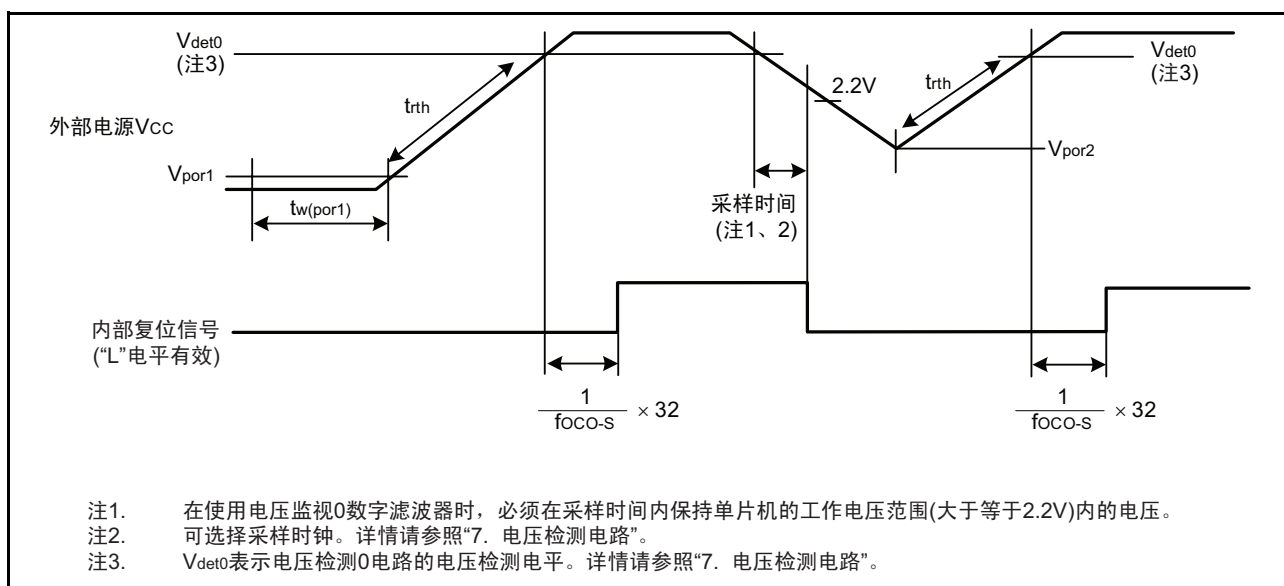 Vdet0
(注3)
trth
外部电源VCC
Vpor1
tw(por1)
2.2V
采样时间
(注1、2)
trth
Vdet0
(注3)
Vpor2
内部复位信号
(“L”电平有效)
1
fOCO-S
× 32
1
fOCO-S
× 32
注1. 在使用电压监视0数字滤波器时，必须在采样时间内保持单片机的工作电压范围(大于等于2.2V)内的电压。
注2. 可选择采样时钟。详情请参照“7. 电压检测电路”。
注3. Vdet0表示电压检测0电路的电压检测电平。详情请参照“7. 电压检测电路”。